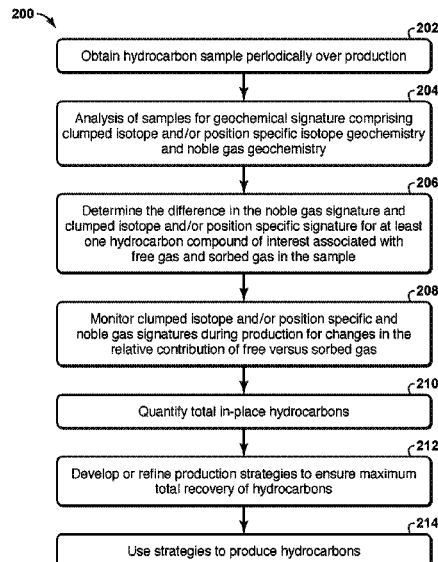 200
202
Obtain hydrocarbon sample periodically over production
204
Analysis of samples for geochemical signature comprising
clumped isotope and/or position specific isotope geochemistry
and noble gas geochemistry
206
Determine the difference in the noble gas signature and
clumped isotope and/or position specific signature for at least
one hydrocarbon compound of interest associated with
free gas and sorbed gas in the sample
208
Monitor clumped isotope and/or position specific and
noble gas signatures during production for changes in the
relative contribution of free versus sorbed gas
210
Quantify total in-place hydrocarbons
212
Develop or refine production strategies to ensure maximum
total recovery of hydrocarbons
214
Use strategies to produce hydrocarbons